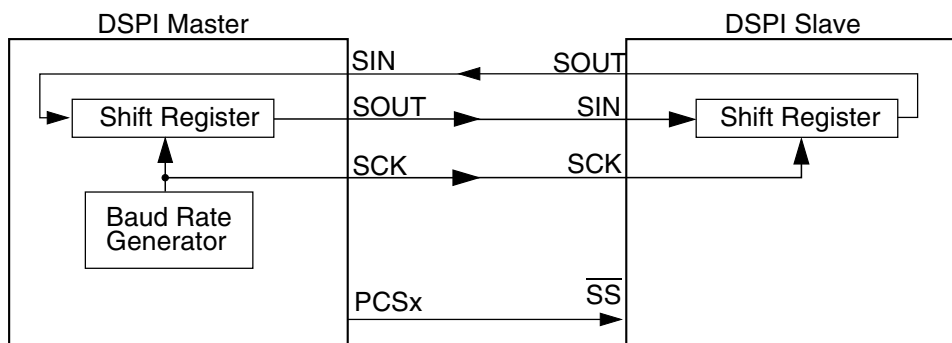 DSPI Master
DSPI Slave
SIN
SOUT
Shift Register
SOUT
SIN
Shift Register
SCK
SCK
Baud Rate
Generator
PCSx
SS